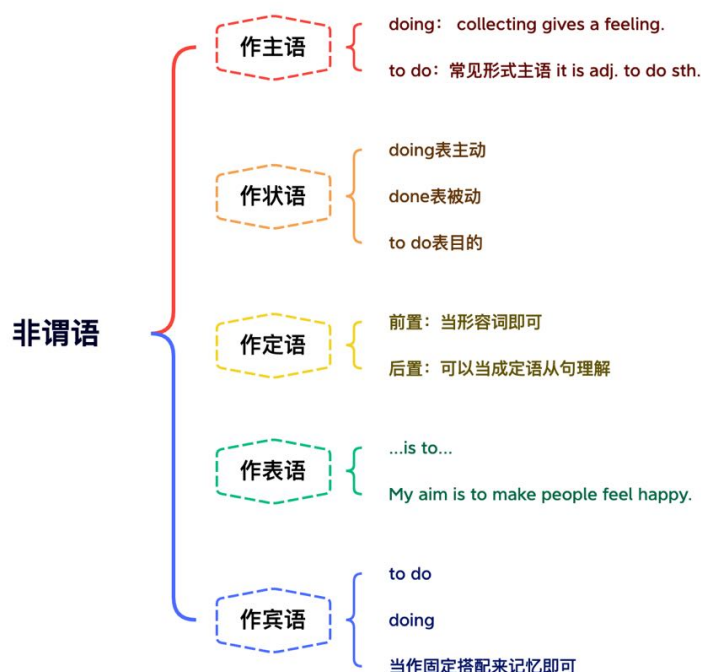 非谓语
作主语
doing： collecting gives a feeling.
to do：常见形式主语 it is adj. to do sth.
作状语
doing表主动
done表被动
to do表目的
作定语
前置：当形容词即可
后置：可以当成定语从句理解
作表语
...is to...
My aim is to make people feel happy.
作宾语
to do
doing
当作固定搭配来记忆即可